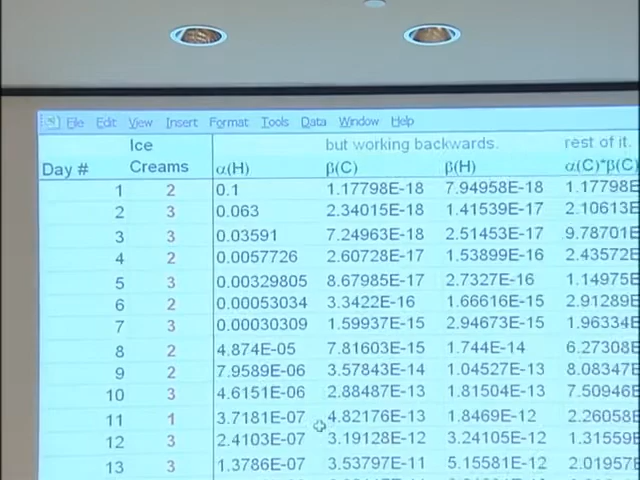 File Edit View Insert Format Tools Data Window Help
Ice but working backwards. rest of it.
Day # Creams α(H) β(C) β(H) α(C)*β(C)
1 2 0.1 1.17798E-18 7.94958E-18 1.17798E
2 3 0.063 2.34015E-18 1.41539E-17 2.10613E
3 3 0.03591 7.24963E-18 2.51453E-17 9.78701E
4 2 0.0057726 2.60728E-17 1.53899E-16 2.43572E
5 3 0.00329805 8.67985E-17 2.7327E-16 1.14975E
6 2 0.00053034 3.3422E-16 1.66616E-15 2.91289E
7 3 0.00030309 1.59937E-15 2.94673E-15 1.96334E
8 2 4.874E-05 7.81603E-15 1.744E-14 6.27308E
9 2 7.9589E-06 3.57843E-14 1.04527E-13 8.08347E
10 3 4.6151E-06 2.88487E-13 1.81504E-13 7.50946E
11 1 3.7181E-07 4.82176E-13 1.8469E-12 2.26058E
12 3 2.4103E-07 3.19128E-12 3.24105E-12 1.31559E
13 3 1.3786E-07 3.53797E-11 5.15581E-12 2.01957E